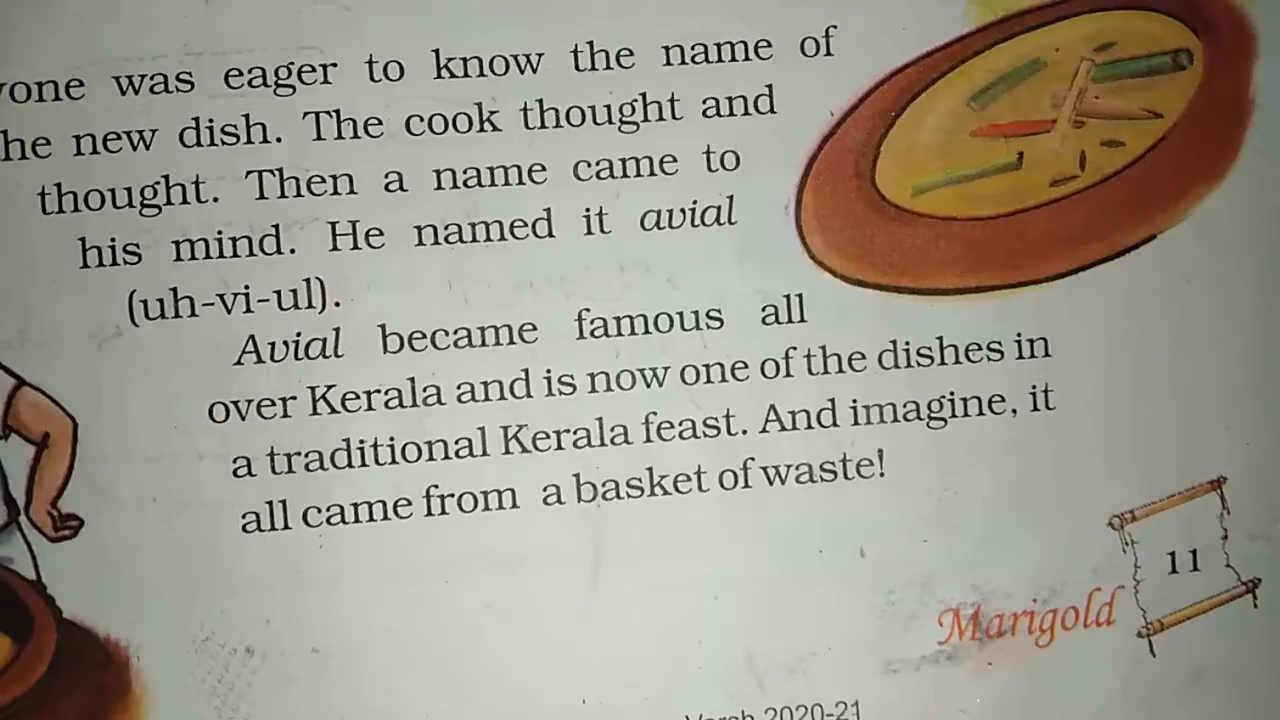 was eager to know the name of
new dish. The cook thought and
thought. Then a name came to
his mind. He named it avial
(uh-vi-ul).
Avial became famous all
over Kerala and is now one of the dishes in
a traditional Kerala feast. And imagine, it
all came from a basket of waste!
11
Marigold
2020-21